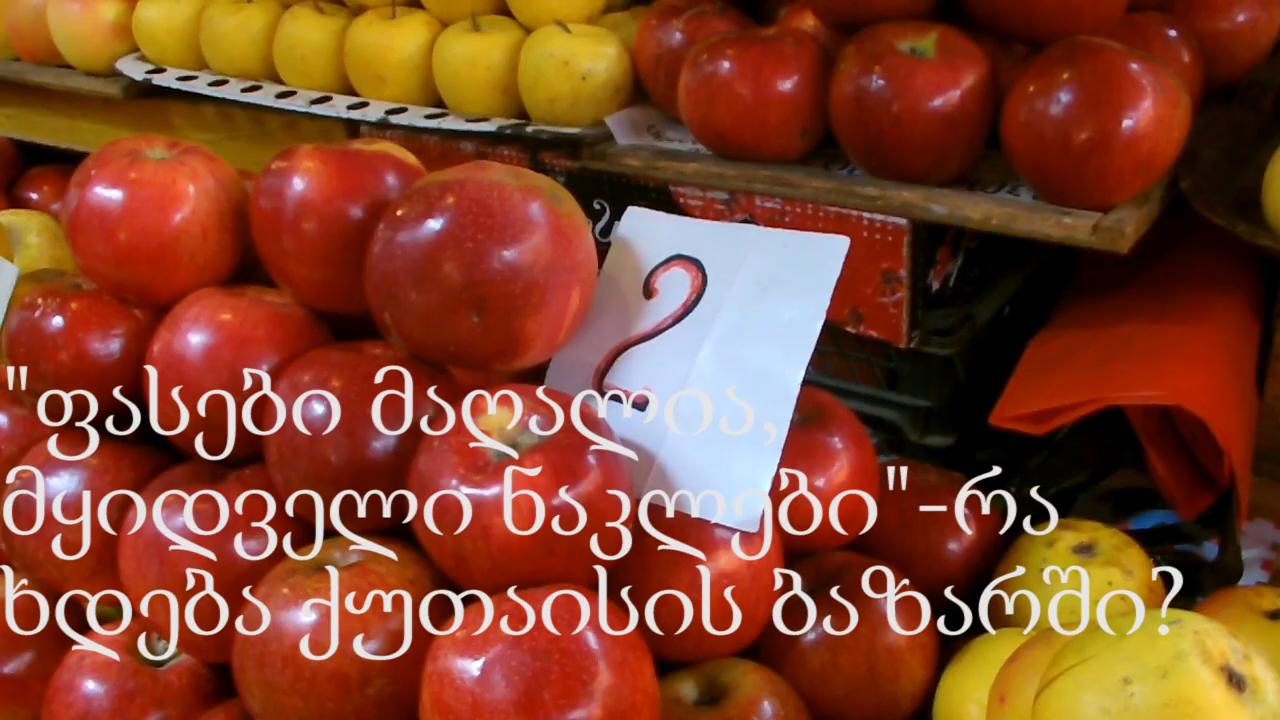 2
"ფასები მაღალია,
მყიდველი ნაკლები"-რა
ხდება ქუთაისის ბაზარში?